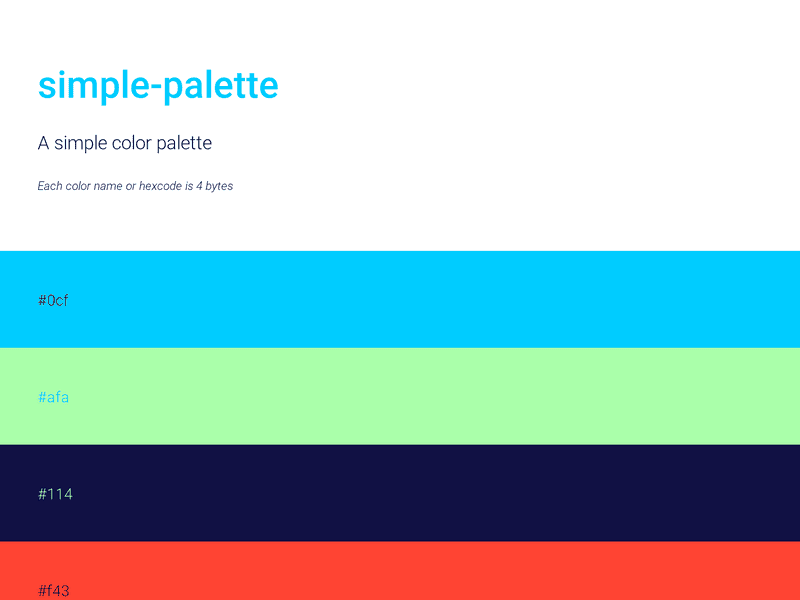 simple-palette
A simple color palette
Each color name or hexcode is 4 bytes
#0cf
#afa
#114
#f43